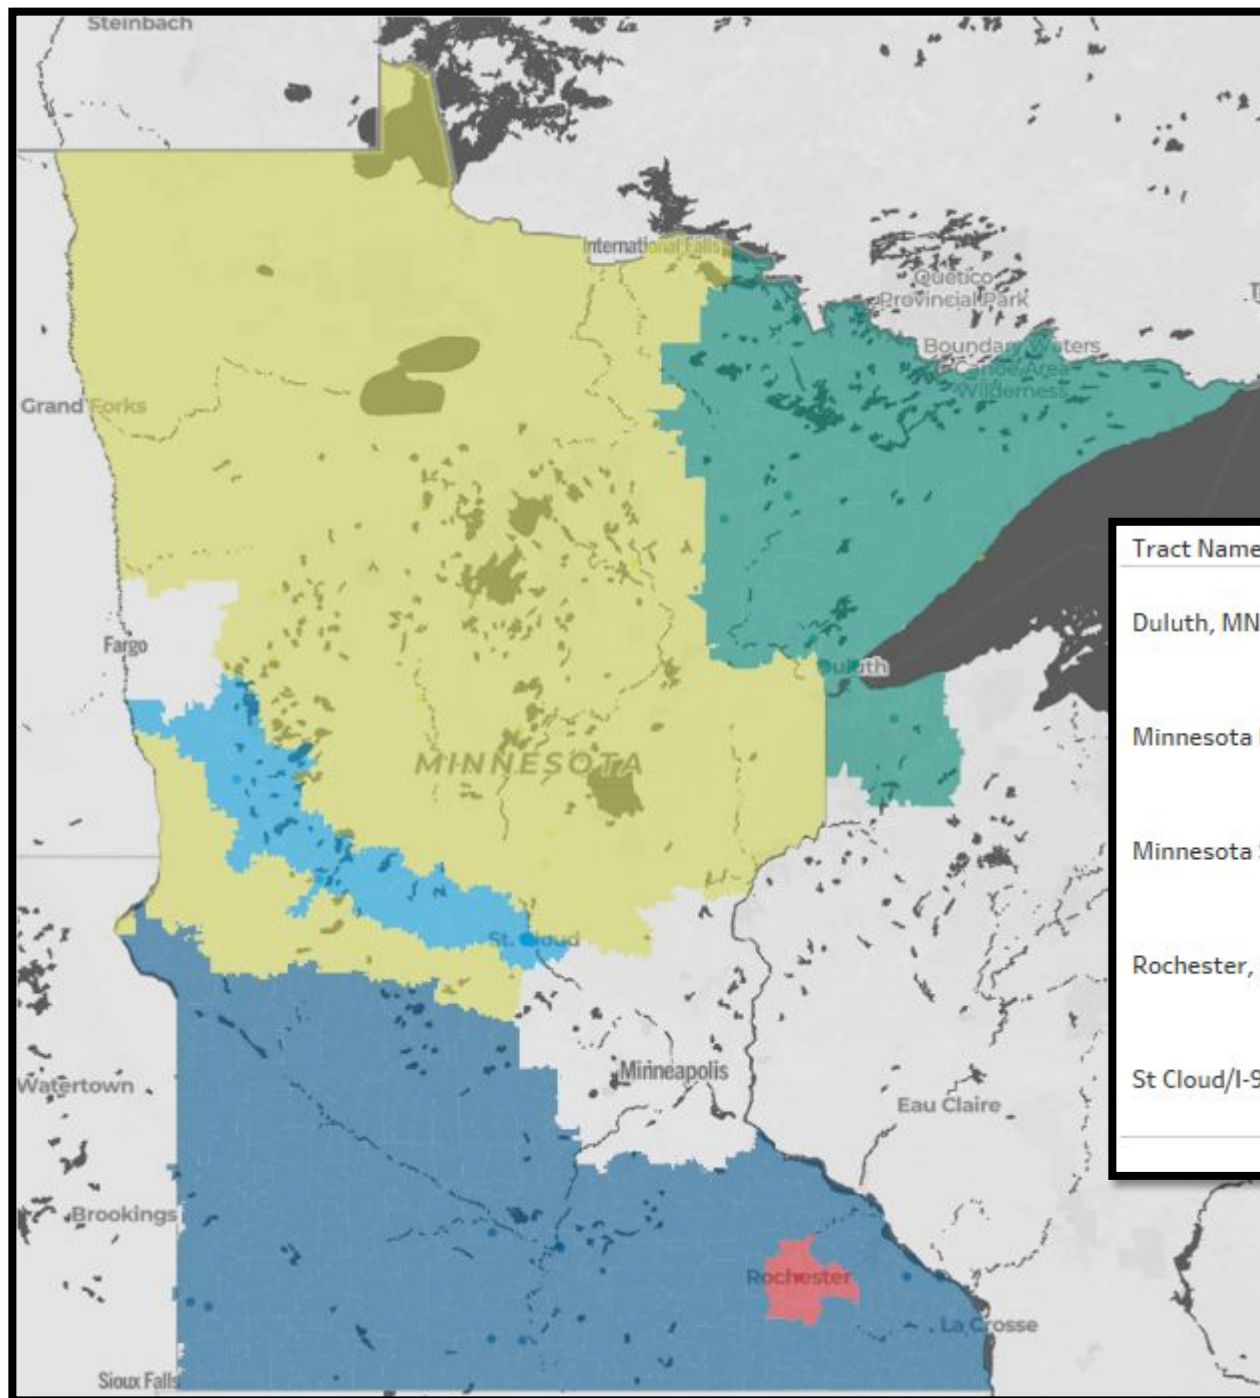 Steinbach
International Falls
Quetico
Provincial Park
Boundary Waters
Canoe Area
Wilderness
Grand Forks
Fargo
Duluth
MINNESOTA
St. Cloud
Minneapolis
Watertown
Eau Claire
Brookings
Rochester
La Crosse
Sioux Falls
Tract Name
Duluth, MN
Minnesota
Minnesota
Rochester,
St Cloud/I-9